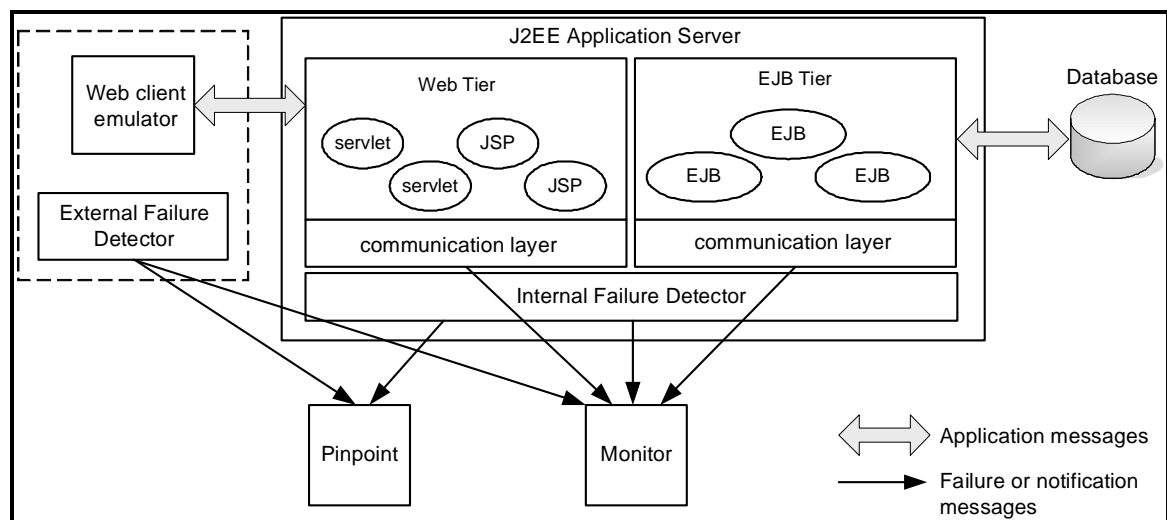 J2EE Application Server
Web client
emulator
External Failure
Detector
Web Tier
servlet
servlet
JSP
JSP
communication layer
EJB Tier
EJB
EJB
EJB
communication layer
Internal Failure Detector
Database
Pinpoint
Monitor
Application messages
Failure or notification
messages